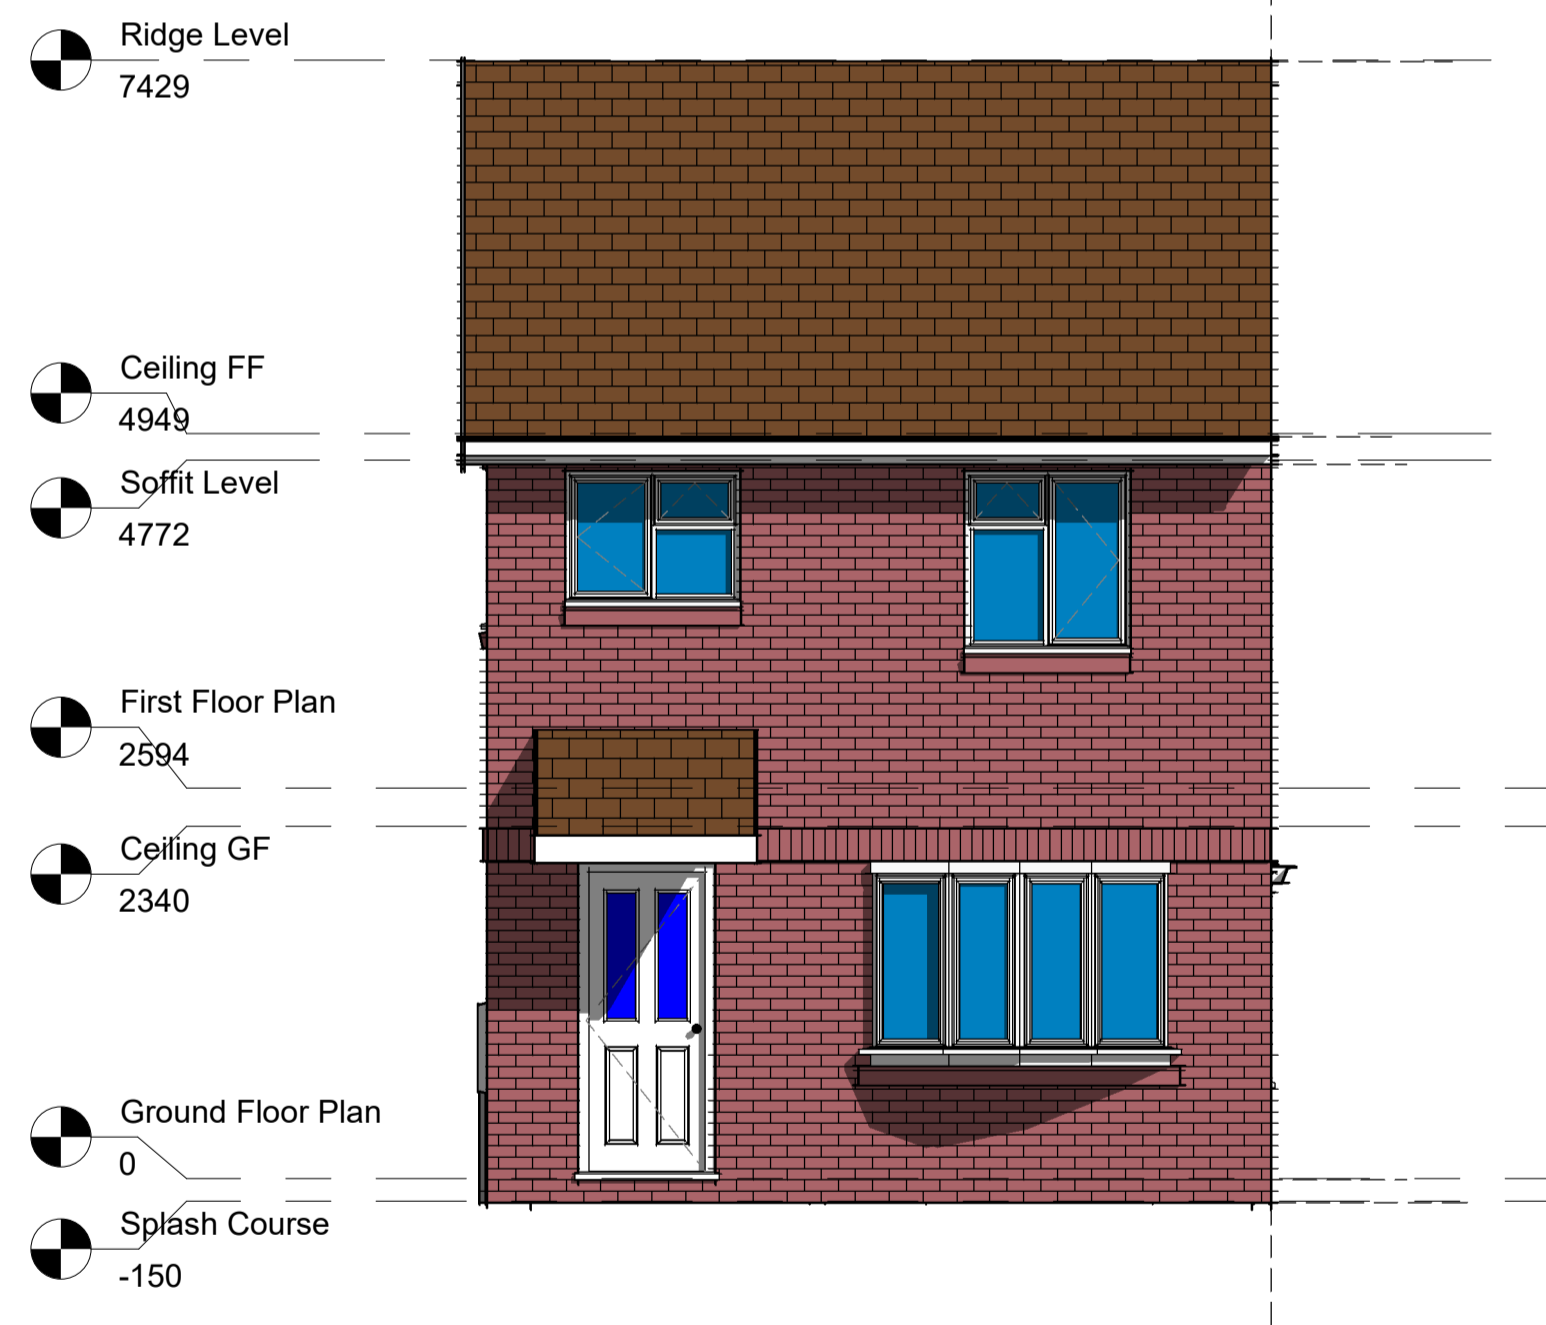 Ridge Level
7429
Ceiling FF
4949
Soffit Level
4772
First Floor Plan
2594
Ceiling GF
2340
Ground Floor Plan
0
Splash Course
-150